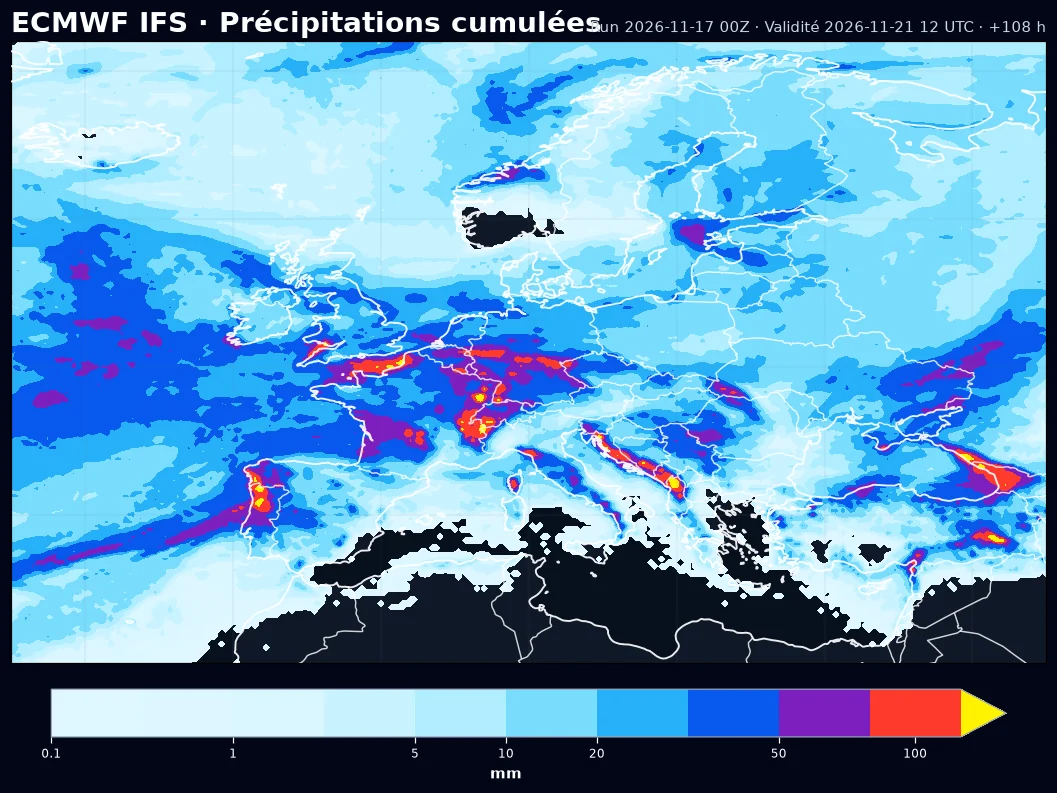 ECMWF IFS · Précipitations cumulées
Run 2026-11-17 00Z · Validité 2026-11-21 12 UTC · +108 h
0.1 1 5 10 20 50 100
mm